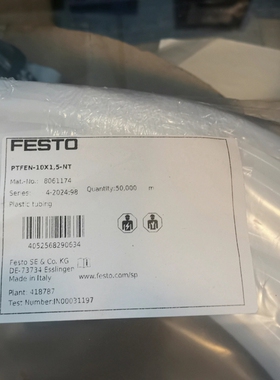 FESTO
PTFEN-10X1,5-NT
Mat.-No.: 8061174
Series: 4-2024:98 Quantity:50,000 m
Plastic tubing
4052568290634
Festo SE & Co. KG
DE-73734 Esslingen
Made in Italy
www.festo.com/sp
Plant: 418787
Test Number:IN00031197